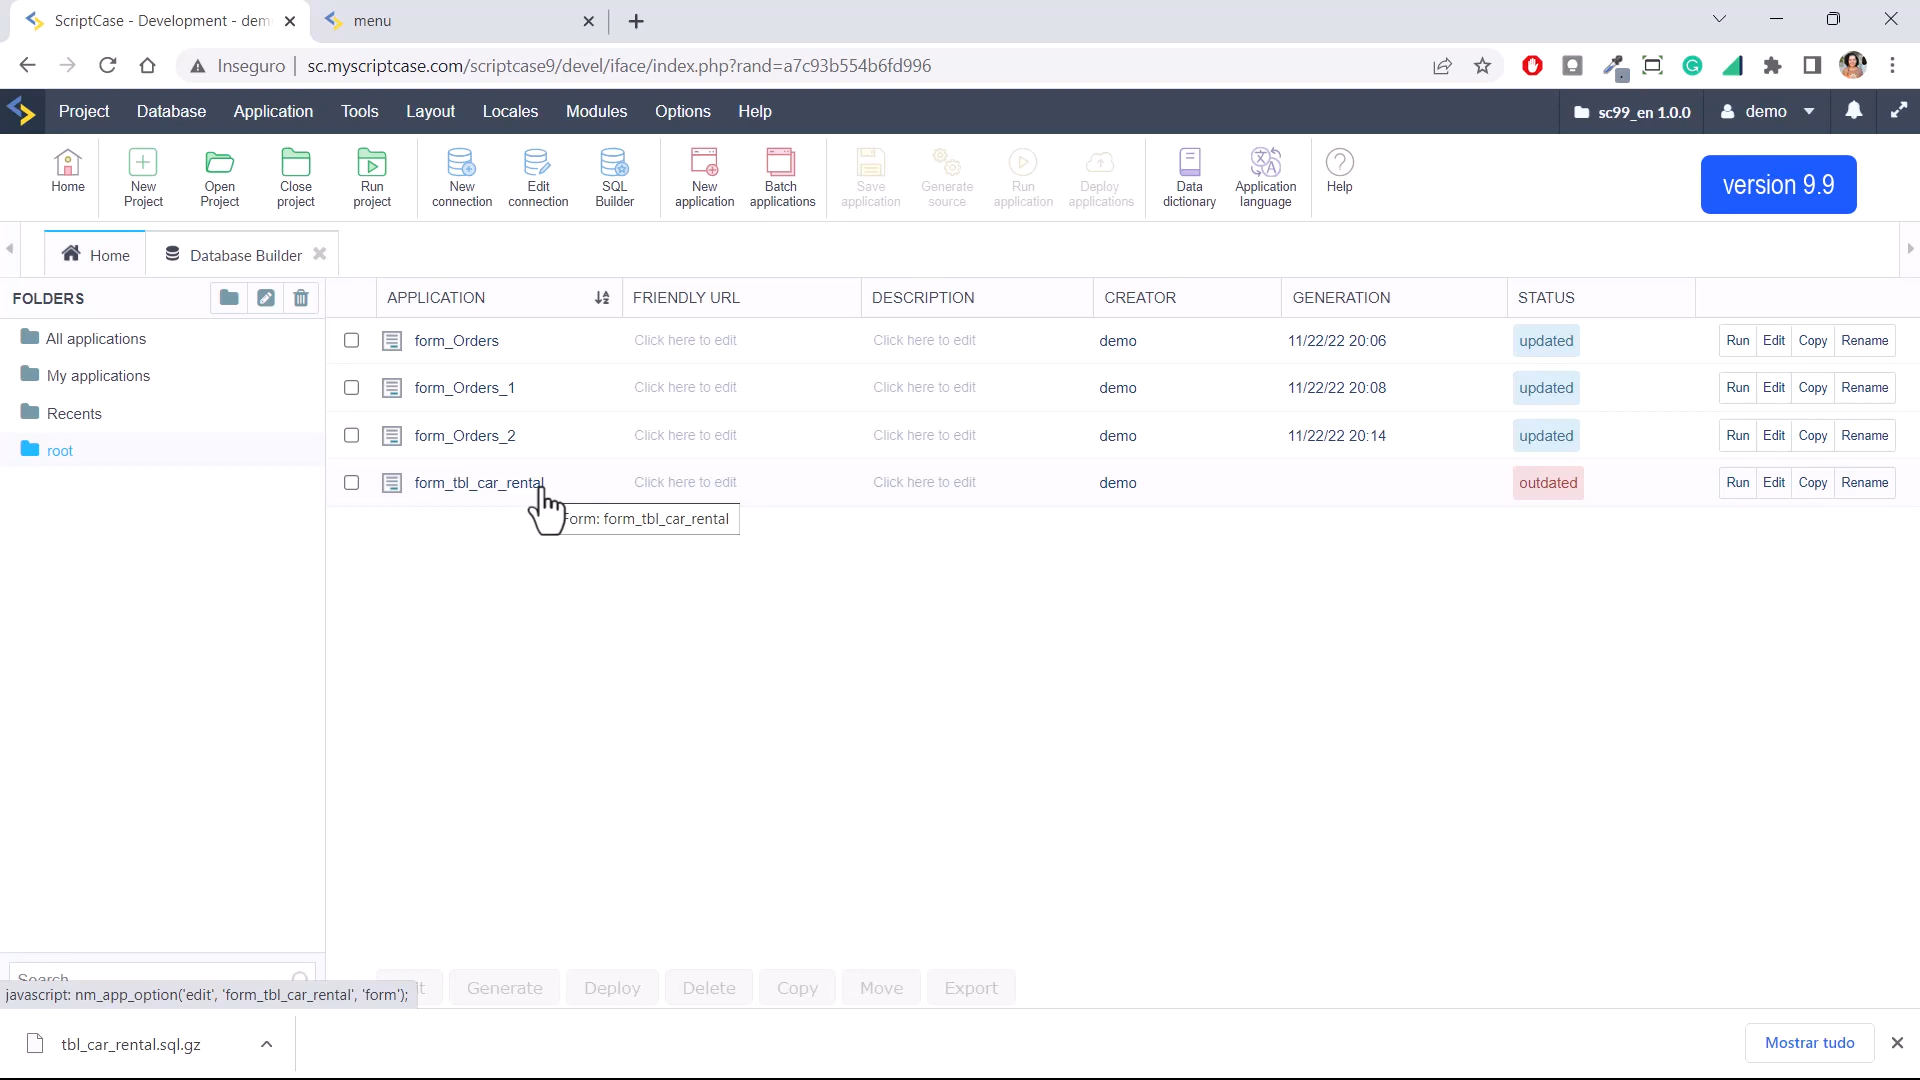 ScriptCase - Development - dem
menu
Inseguro
sc.myscriptcase.com/scriptcase9/devel/iface/index.php?rand=a7c93b554b6fd996
Project Database Application Tools Layout Locales Modules Options Help
sc99_en 1.0.0
demo
Home
New Project
Open Project
Close project
Run project
New connection
Edit connection
SQL Builder
New application
Batch applications
Save application
Generate source
Run application
Deploy applications
Data dictionary
Application language
Help
version 9.9
Home
Database Builder
FOLDERS
All applications
My applications
Recents
root
APPLICATION FRIENDLY URL DESCRIPTION CREATOR GENERATION STATUS
form_Orders Click here to edit Click here to edit demo 11/22/22 20:06 updated Run Edit Copy Rename
form_Orders_1 Click here to edit Click here to edit demo 11/22/22 20:08 updated Run Edit Copy Rename
form_Orders_2 Click here to edit Click here to edit demo 11/22/22 20:14 updated Run Edit Copy Rename
form_tbl_car_rental Click here to edit Click here to edit demo outdated Run Edit Copy Rename
Form: form_tbl_car_rental
Search
Generate Deploy Delete Copy Move Export
javascript: nm_app_option('edit', 'form_tbl_car_rental', 'form');
tbl_car_rental.sql.gz
Mostrar tudo